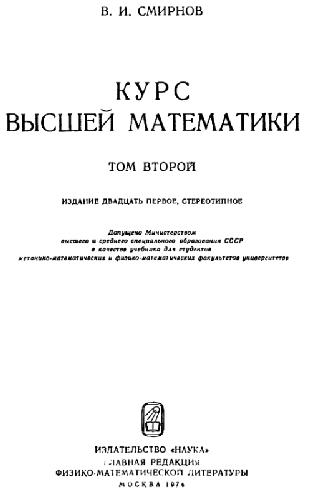 В. И. СМИРНОВ
КУРС
ВЫСШЕЙ МАТЕМАТИКИ
ТОМ ВТОРОЙ
ИЗДАНИЕ ДВАДЦАТЬ ПЕРВОЕ, СТЕРЕОТИПНОЕ
Допущено Министерством
высшего и среднего специального образования СССР
в качестве учебника для студентов
механико-математических и физико-математических факультетов университетов
ИЗДАТЕЛЬСТВО «НАУКА»
ГЛАВНАЯ РЕДАКЦИЯ
ФИЗИКО-МАТЕМАТИЧЕСКОЙ ЛИТЕРАТУРЫ
МОСКВА 1974